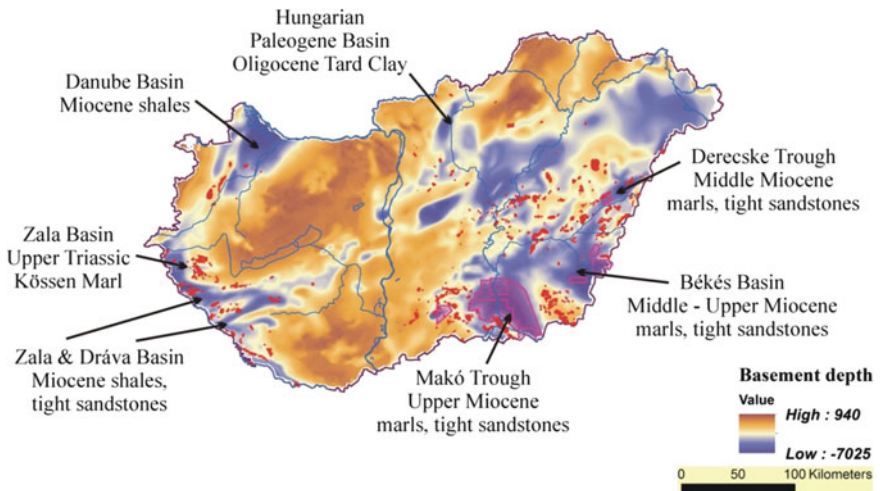 Hungarian
Paleogene Basin
Oligocene Tard Clay
Danube Basin
Miocene shales
Derecske Trough
Middle Miocene
marls, tight sandstones
Zala Basin
Upper Triassic
Kössen Marl
Békés Basin
Middle - Upper Miocene
marls, tight sandstones
Zala & Dráva Basin
Miocene shales,
tight sandstones
Makó Trough
Upper Miocene
marls, tight sandstones
Basement depth
Value
High : 940
Low : -7025
0 50 100 Kilometers